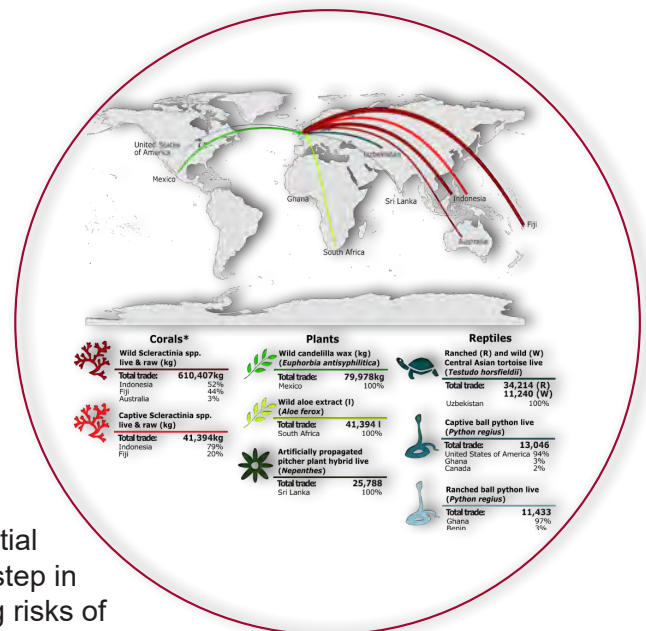 United States
of America
Mexico
Ghana
Uzbekistan
Sri Lanka
Indonesia
Fiji
Australia
South Africa
Corals*
Wild Scleractinia spp.
live & raw (kg)
Total trade: 610,407kg
Indonesia 52%
Fiji 44%
Australia 3%
Captive Scleractinia spp.
live & raw (kg)
Total trade: 41,394kg
Indonesia 79%
Fiji 20%
Plants
Wild candelilla wax (kg)
(Euphorbia antisyphilitica)
Total trade: 79,978kg
Mexico 100%
Wild aloe extract (l)
(Aloe ferox)
Total trade: 41,394 l
South Africa 100%
Artificially propagated
pitcher plant hybrid live
(Nepenthes)
Total trade: 25,788
Sri Lanka 100%
Reptiles
Ranched (R) and wild (W)
Central Asian tortoise live
(Testudo horsfieldii)
Total trade: 34,214 (R)
11,240 (W)
Uzbekistan 100%
Captive ball python live
(Python regius)
Total trade: 13,046
United States of America 94%
Ghana 3%
Canada 2%
Ranched ball python live
(Python regius)
Total trade: 11,433
Ghana 97%
Benin 3%
tial
step in
g risks of